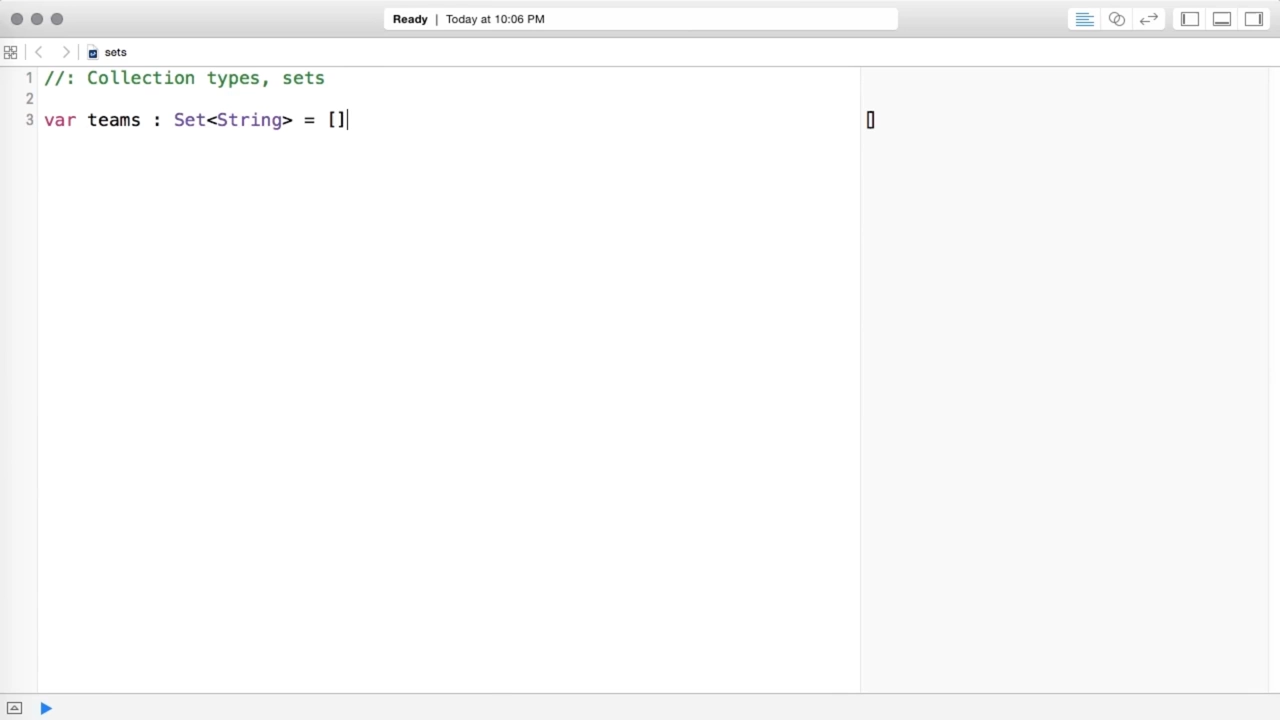 Ready | Today at 10:06 PM
sets
1 //: Collection types, sets
2
3 var teams : Set<String> = []
[]